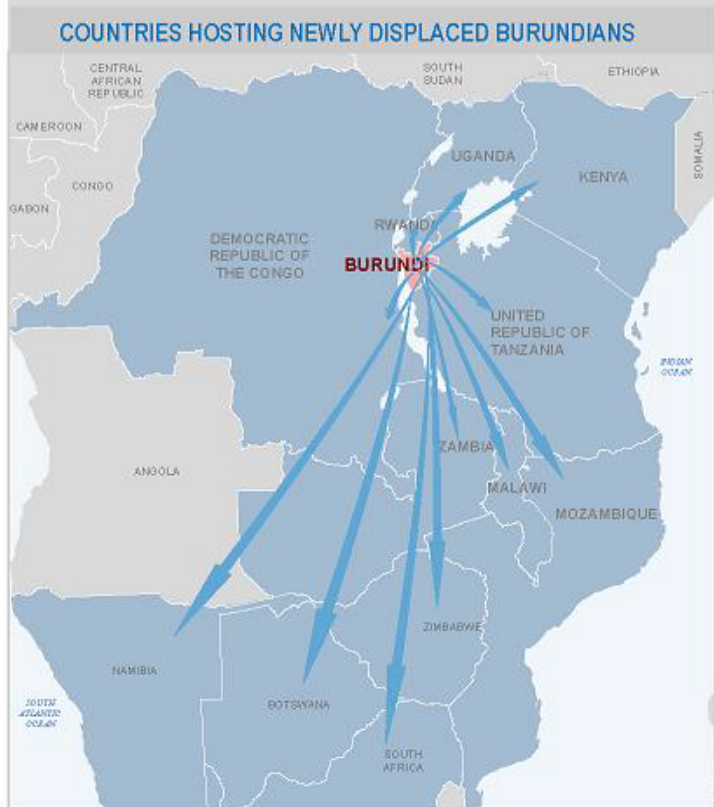 COUNTRIES HOSTING NEWLY DISPLACED BURUNDIANS
CENTRAL
AFRICAN
REPUBLIC
SOUTH
SUDAN
ETHIOPIA
CAMEROON
SOMALIA
UGANDA
KENYA
CONGO
GABON
RWANDA
DEMOCRATIC
REPUBLIC OF
THE CONGO
BURUNDI
UNITED
REPUBLIC OF
TANZANIA
INDIAN
OCEAN
ANGOLA
ZAMBIA
MALAWI
MOZAMBIQUE
ZIMBABWE
NAMIBIA
BOTSWANA
SOUTH
ATLANTIC
OCEAN
SOUTH
AFRICA